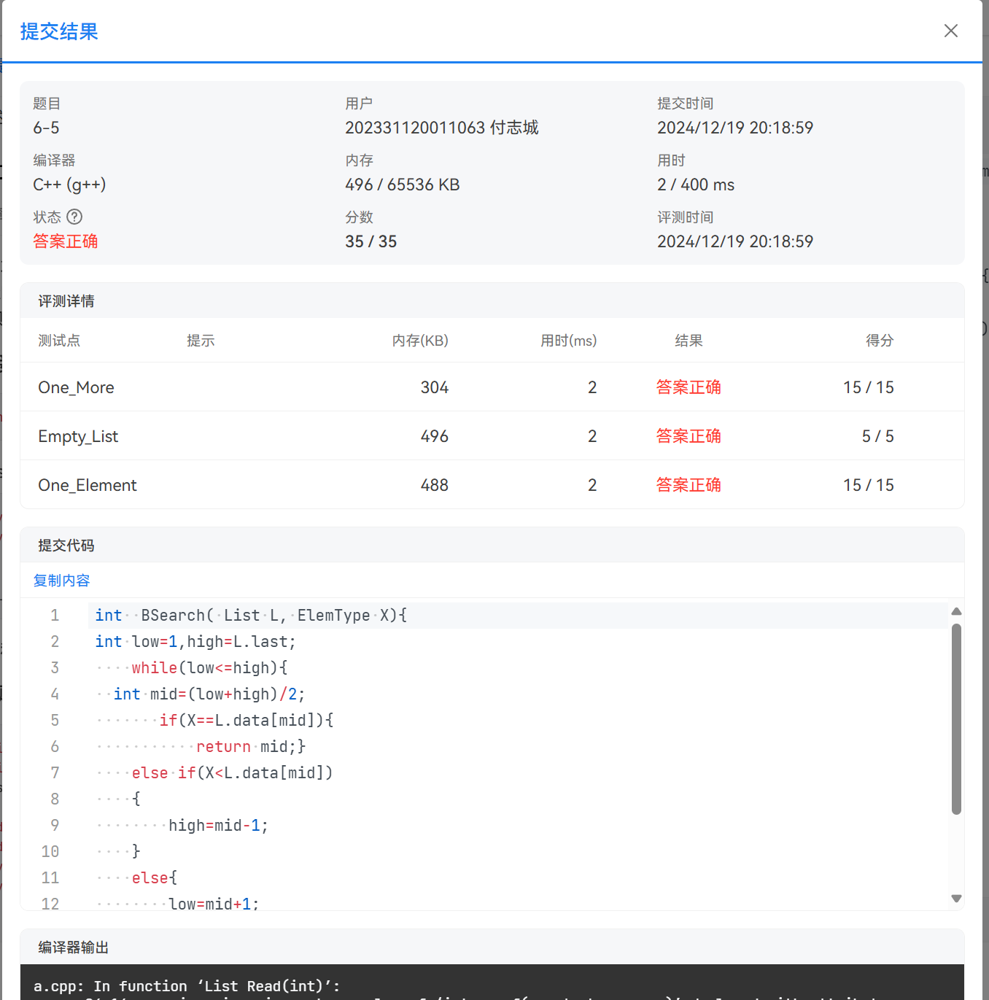 提交结果
题目 用户 提交时间
6-5 202331120011063 付志城 2024/12/19 20:18:59
编译器 内存 用时
C++ (g++) 496 / 65536 KB 2 / 400 ms
状态 ? 分数 评测时间
答案正确 35 / 35 2024/12/19 20:18:59
评测详情
测试点 提示 内存(KB) 用时(ms) 结果 得分
One_More 304 2 答案正确 15 / 15
Empty_List 496 2 答案正确 5 / 5
One_Element 488 2 答案正确 15 / 15
提交代码
复制内容
1 int  BSearch( List L, ElemType X){
2 int low=1,high=L.last;
3     while(low<=high){
4   int mid=(low+high)/2;
5        if(X==L.data[mid]){
6            return mid;}
7     else if(X<L.data[mid])
8     {
9         high=mid-1;
10     }
11     else{
12         low=mid+1;
编译器输出
a.cpp: In function ‘List Read(int)’: